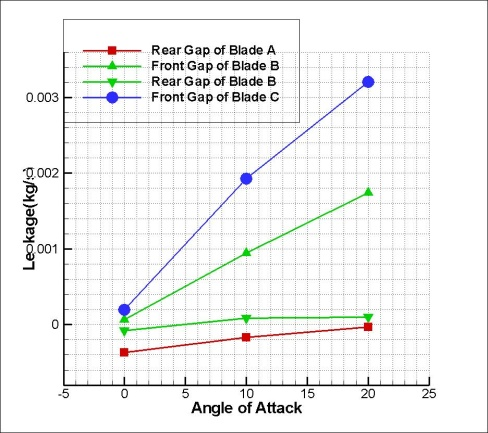 Rear Gap of Blade A
Front Gap of Blade B
Rear Gap of Blade B
Front Gap of Blade C
0.003
0.002
0.001
0
-5
0
5
10
15
20
25
Angle of Attack